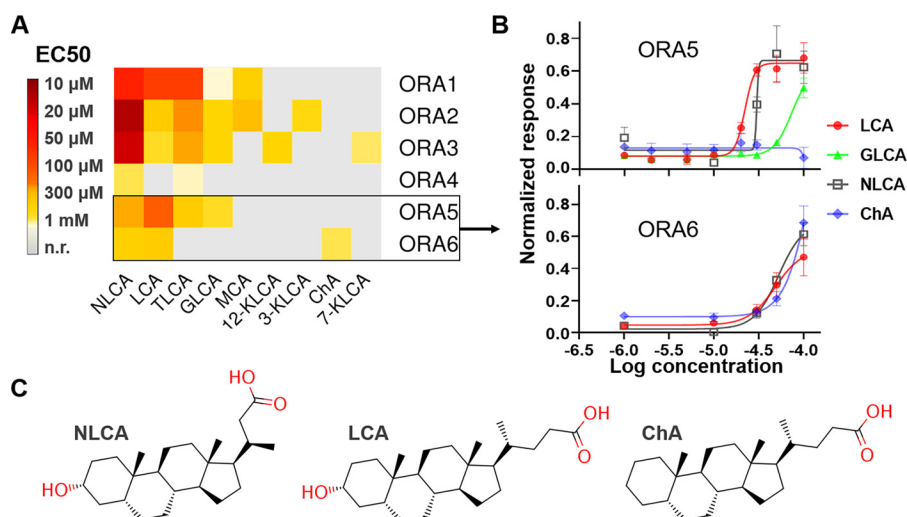 A
EC50
10 µM
20 µM
50 µM
100 µM
300 µM
1 mM
n.r.
ORA1
ORA2
ORA3
ORA4
ORA5
ORA6
NLCA
LCA
TLCA
GLCA
MCA
12-KLCA
3-KLCA
ChA
7-KLCA
B
Normalized response
ORA5
0.8
0.6
0.4
0.2
0.0
ORA6
0.8
0.6
0.4
0.2
0.0
-6.5 -6.0 -5.5 -5.0 -4.5 -4.0
Log concentration
LCA
GLCA
NLCA
ChA
C
NLCA
HO
O
HO
LCA
OH
O
HO
ChA
OH
O